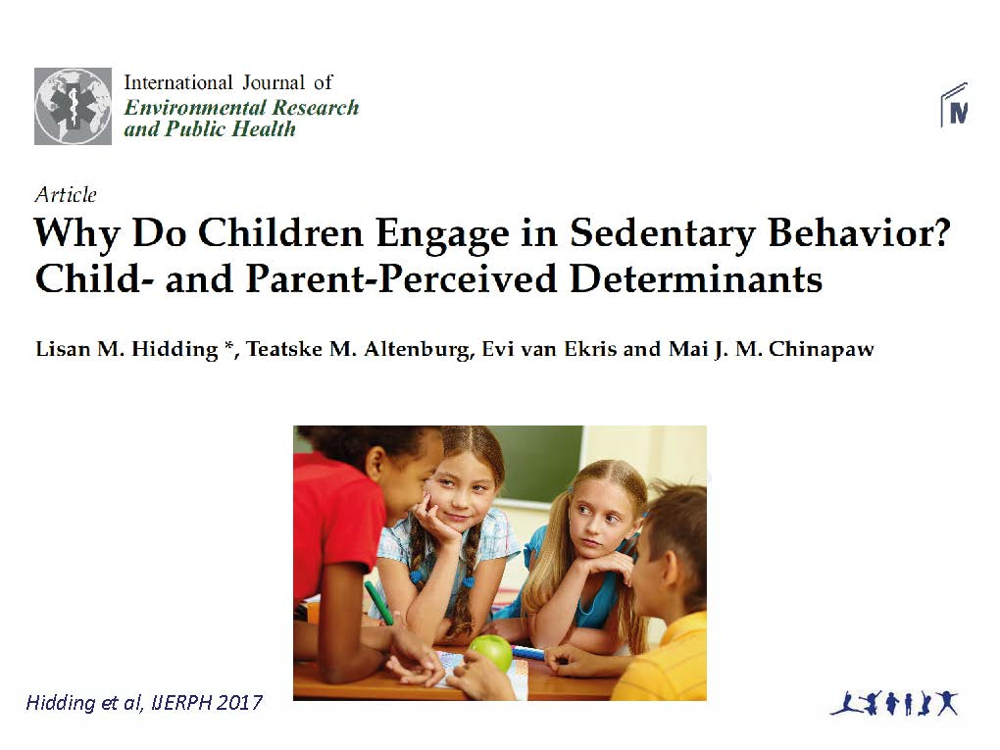 International Journal of
Environmental Research
and Public Health
M
Article
Why Do Children Engage in Sedentary Behavior?
Child- and Parent-Perceived Determinants
Lisan M. Hidding *, Teatske M. Altenburg, Evi van Ekris and Mai J. M. Chinapaw
Hidding et al, IJERPH 2017